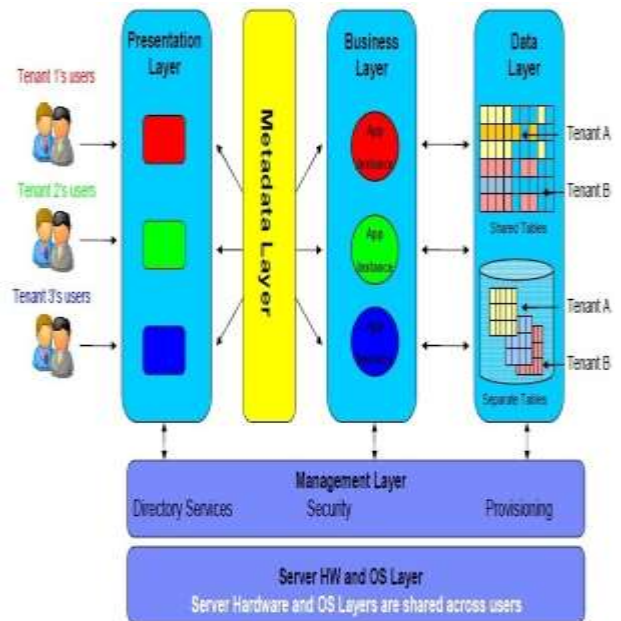 Presentation
Layer
Business
Layer
Data
Layer
Tenant 1's users
Tenant 2's users
Tenant 3's users
Metadata Layer
App
Instance
App
Instance
App
Instance
Tenant A
Tenant B
Shared Tables
Tenant A
Tenant B
Separate Tables
Management Layer
Directory Services
Security
Provisioning
Server HW and OS Layer
Server Hardware and OS Layers are shared across users